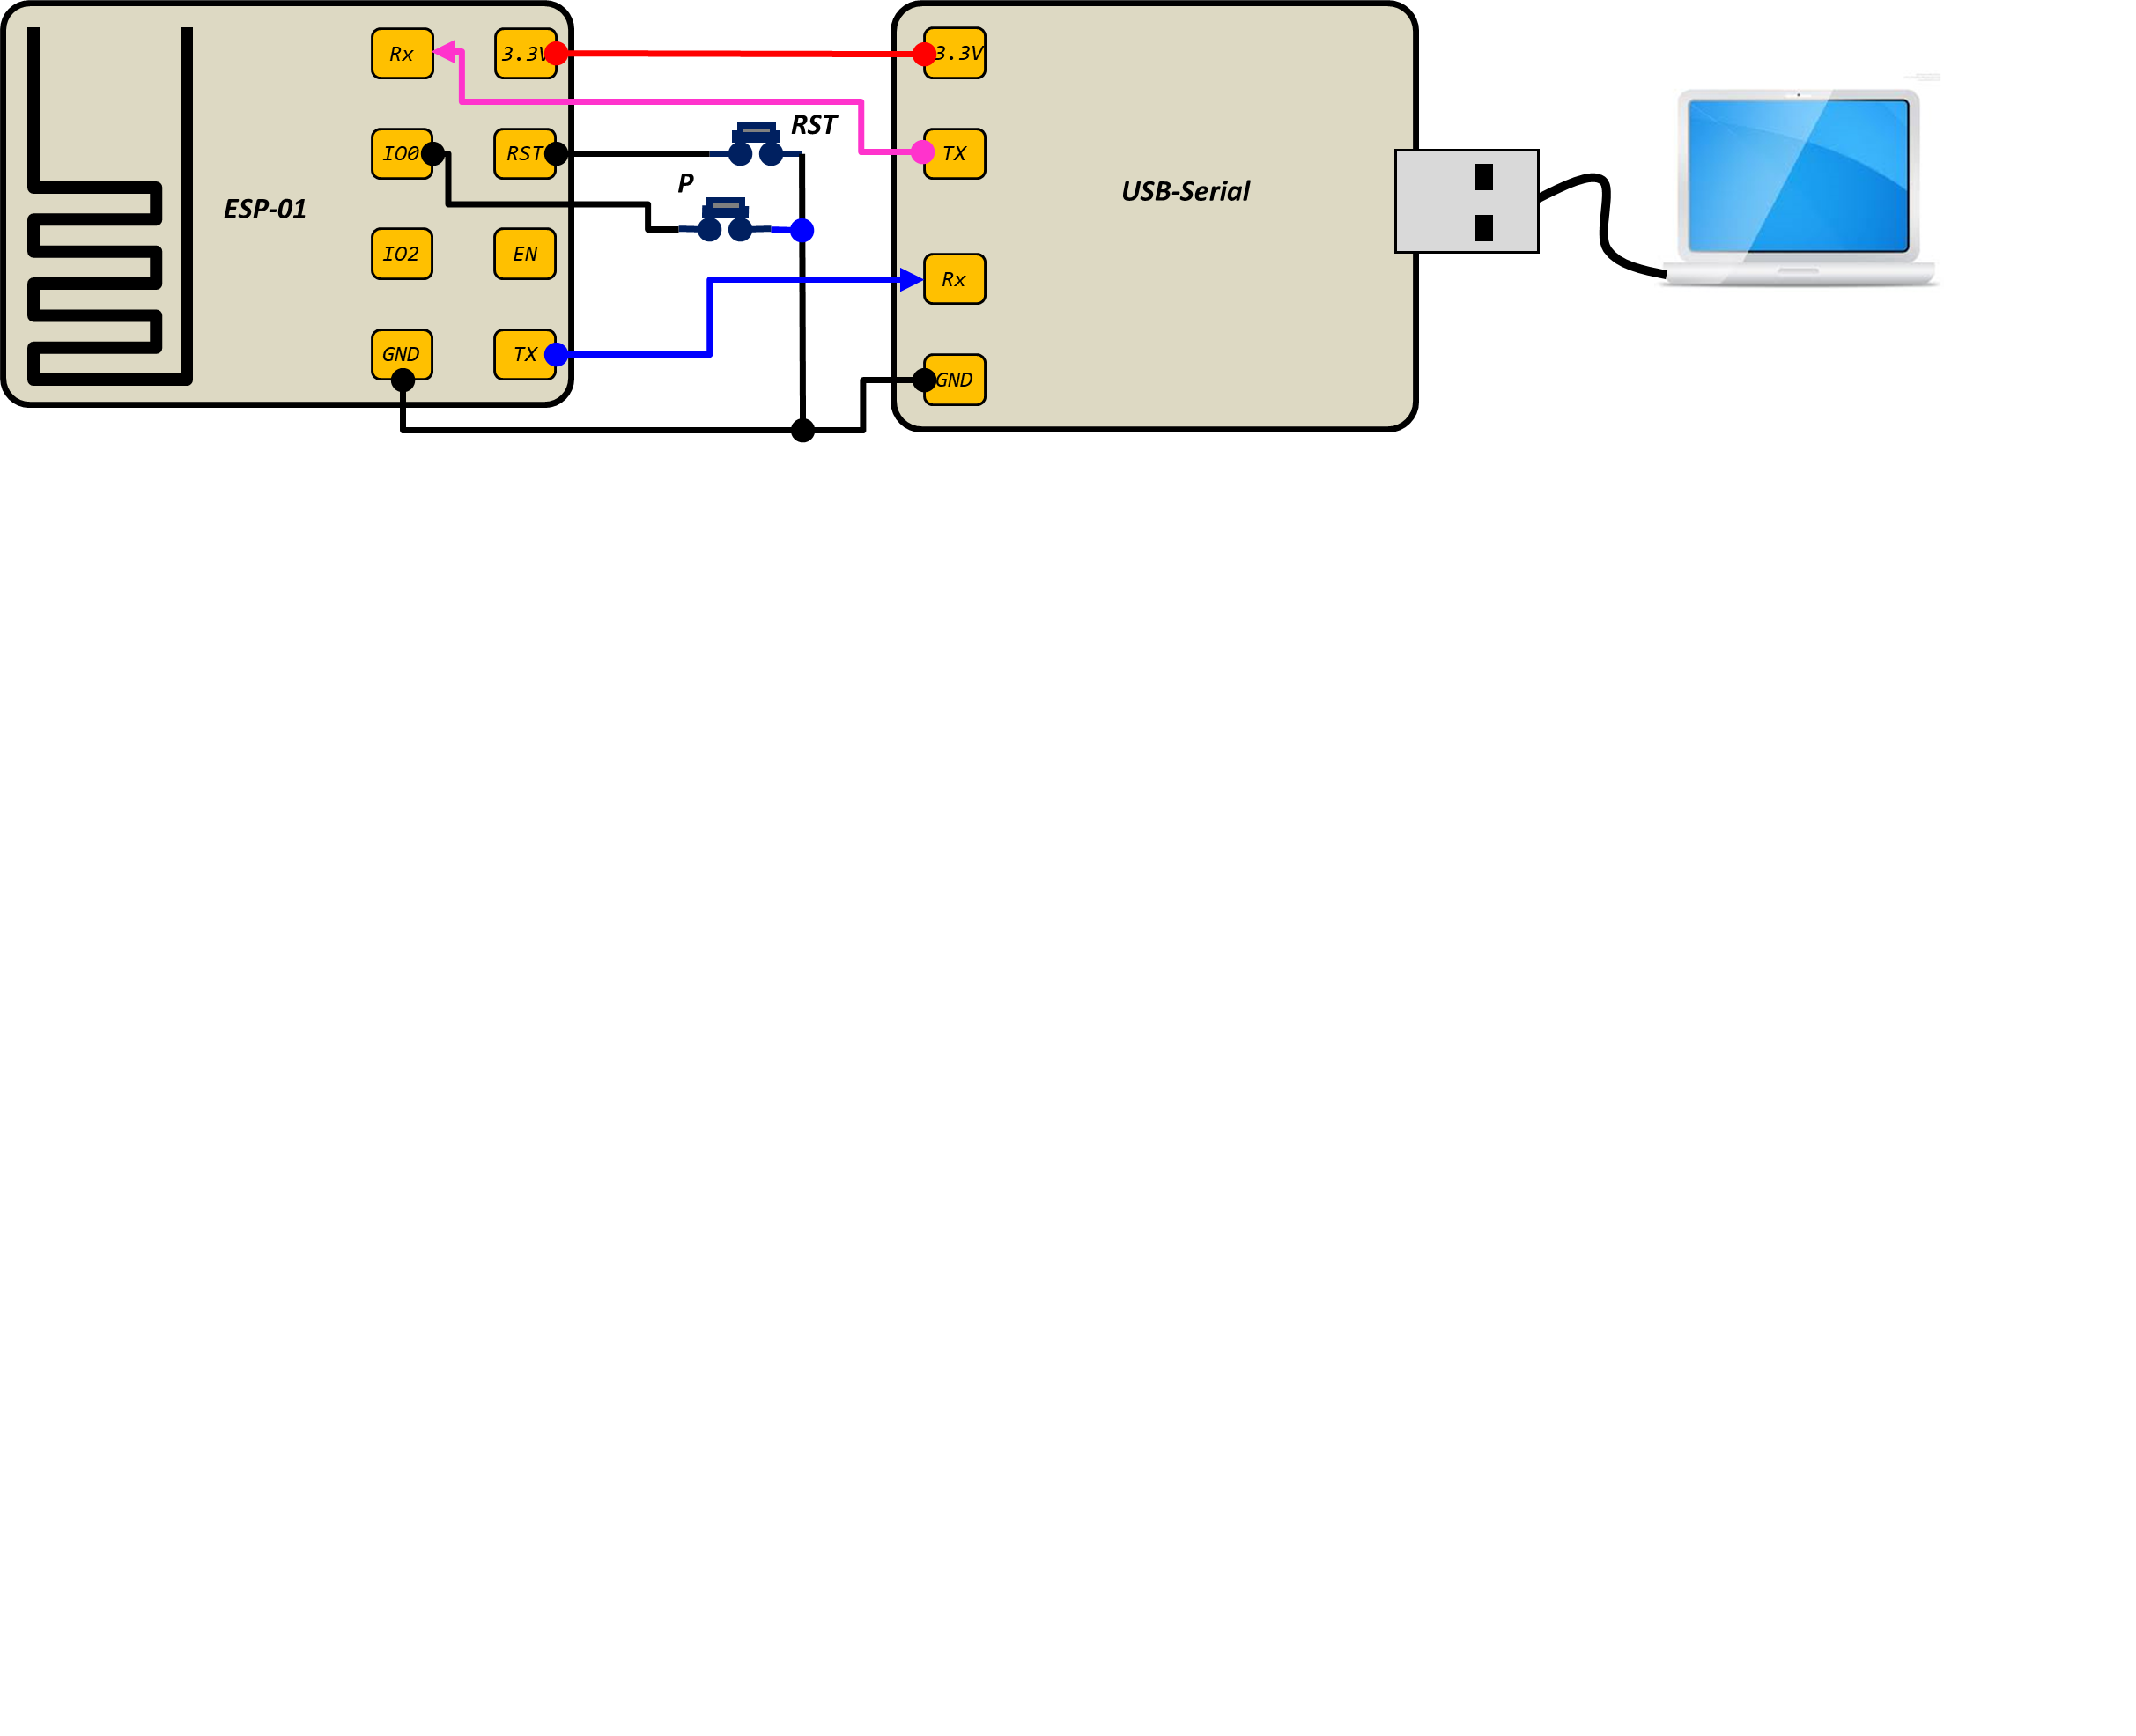 Rx
3.3V
3.3V
RST
IO0
RST
TX
P
USB-Serial
ESP-01
IO2
EN
Rx
GND
TX
GND